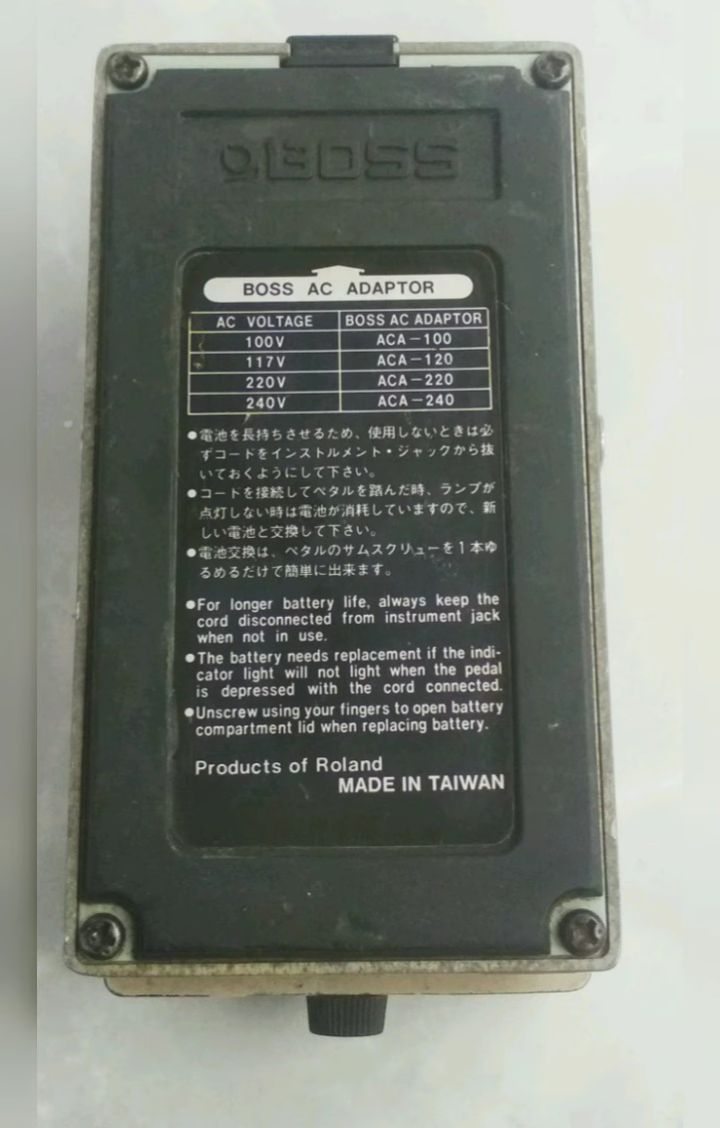 BOSS
BOSS AC ADAPTOR
AC VOLTAGE BOSS AC ADAPTOR
100V ACA－100
117V ACA－120
220V ACA－220
240V ACA－240
●電池を長持ちさせるため、使用しないときは必
ずコードをインストルメント・ジャックから抜
いておくようにして下さい。
●コードを接続してペタルを踏んだ時、ランプが
点灯しない時は電池が消耗していますので、新
しい電池と交換して下さい。
●電池交換は、ペタルのサムスクリューを1本ゆ
るめるだけで簡単に出来ます。
●For longer battery life, always keep the
cord disconnected from instrument jack
when not in use.
●The battery needs replacement if the indi-
cator light will not light when the pedal
is depressed with the cord connected.
●Unscrew using your fingers to open battery
compartment lid when replacing battery.
Products of Roland
MADE IN TAIWAN